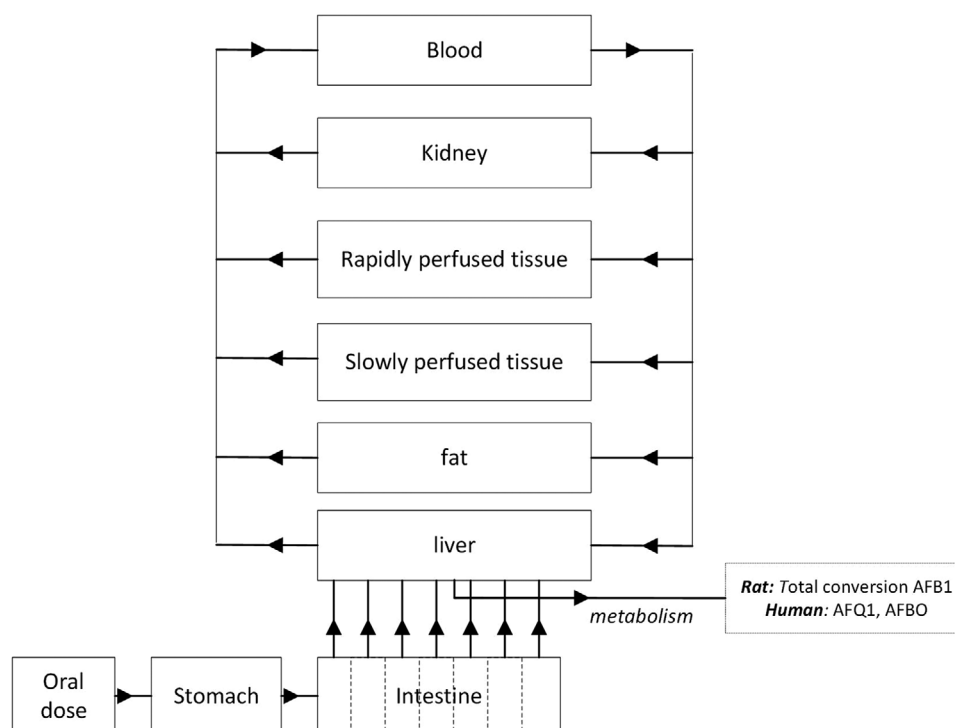 Blood
Kidney
Rapidly perfused tissue
Slowly perfused tissue
fat
liver
Rat: Total conversion AFB1
Human: AFQ1, AFBO
metabolism
Oral
dose
Stomach
Intestine